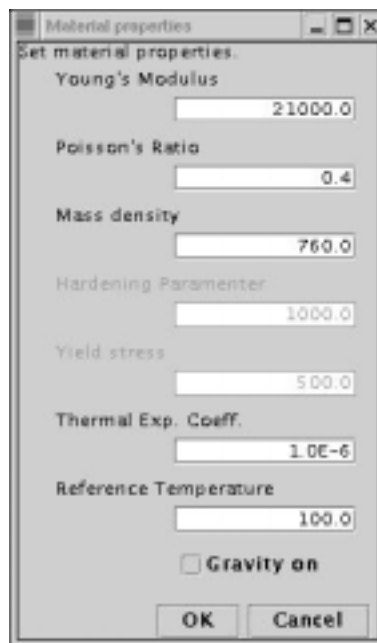 Material properties
Set material properties.
Young's Modulus
21000.0
Poisson's Ratio
0.4
Mass density
760.0
Hardening Paramenter
1000.0
Yield stress
500.0
Thermal Exp. Coeff.
1.0E-6
Reference Temperature
100.0
Gravity on
OK Cancel